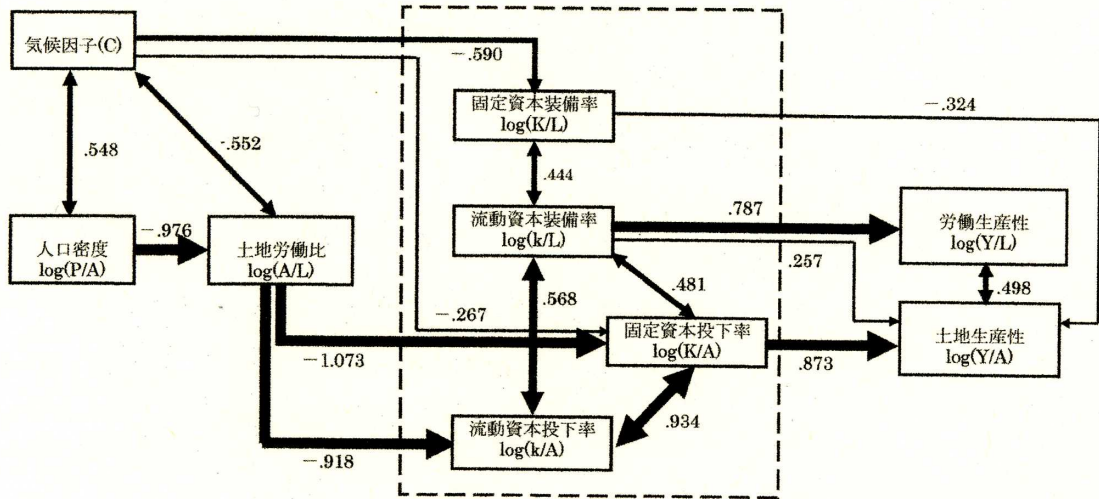 気候因子(C)
-.590
固定資本装備率
log(K/L)
-.324
.548
-.552
.444
人口密度
log(P/A)
-.976
土地労働比
log(A/L)
流動資本装備率
log(k/L)
.787
労働生産性
log(Y/L)
.257
.481
.568
.498
-.267
固定資本投下率
log(K/A)
土地生産性
log(Y/A)
-1.073
.873
流動資本投下率
log(k/A)
.934
-.918